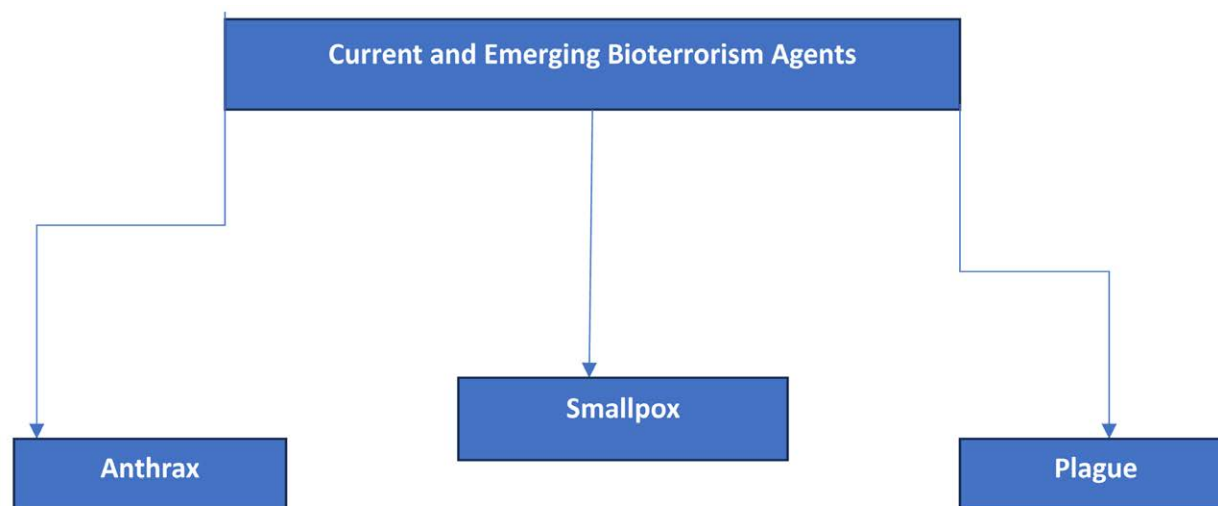 Current and Emerging Bioterrorism Agents
Smallpox
Anthrax
Plague